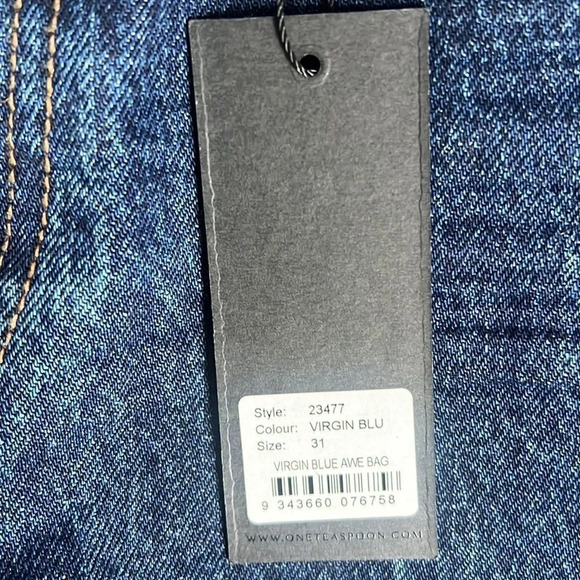 Style: 23477
Colour: VIRGIN BLU
Size: 31
VIRGIN BLUE AWE BAG
9 343660 076758
WWW.ONETEASPOON.COM